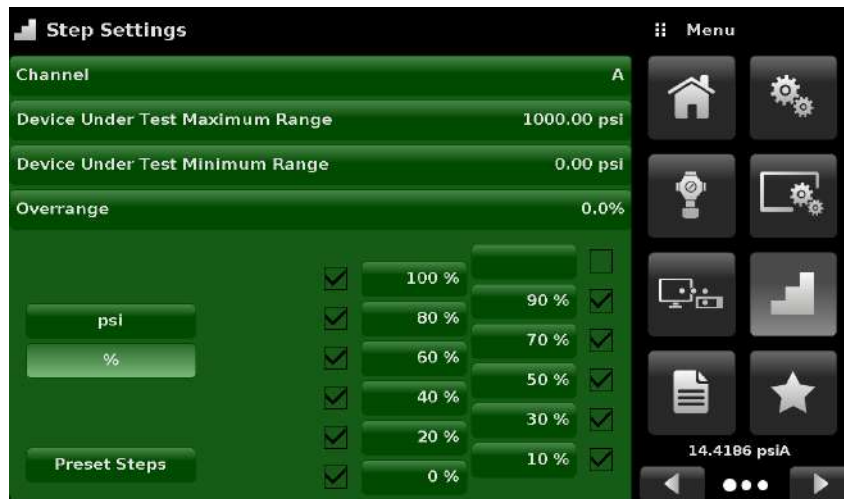 Step Settings
Menu
Channel A
Device Under Test Maximum Range 1000.00 psi
Device Under Test Minimum Range 0.00 psi
Overrange 0.0%
100 %
90 %
psi
80 %
70 %
%
60 %
50 %
40 %
30 %
20 %
Preset Steps
10 %
0 %
14.4186 psiA